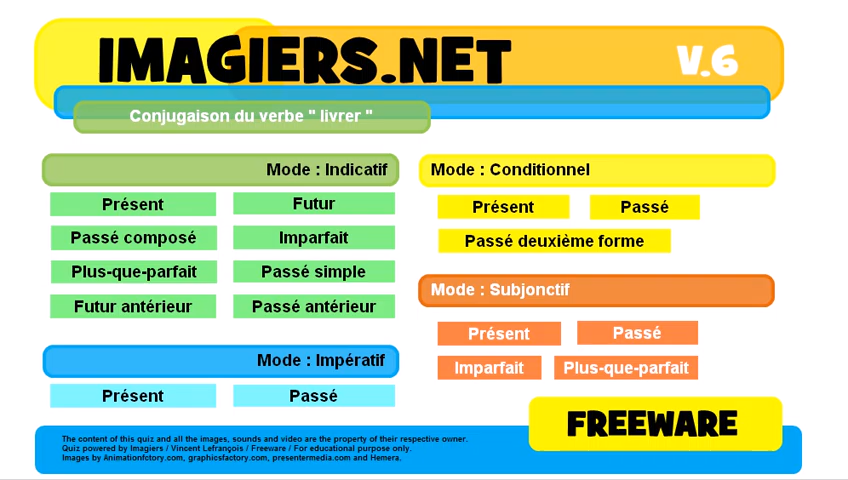 IMAGIERS.NET
V.6
Conjugaison du verbe " livrer "
Mode : Indicatif
Présent
Futur
Passé composé
Imparfait
Plus-que-parfait
Passé simple
Futur antérieur
Passé antérieur
Mode : Impératif
Présent
Passé
Mode : Conditionnel
Présent
Passé
Passé deuxième forme
Mode : Subjonctif
Présent
Passé
Imparfait
Plus-que-parfait
FREEWARE
The content of this quiz and all the images, sounds and video are the property of their respective owner.
Quiz powered by Imagiers / Vincent Lefrançois / Freeware / For educational purpose only.
Images by Animationfctory.com, graphicsfactory.com, presentermedia.com and Hemera.